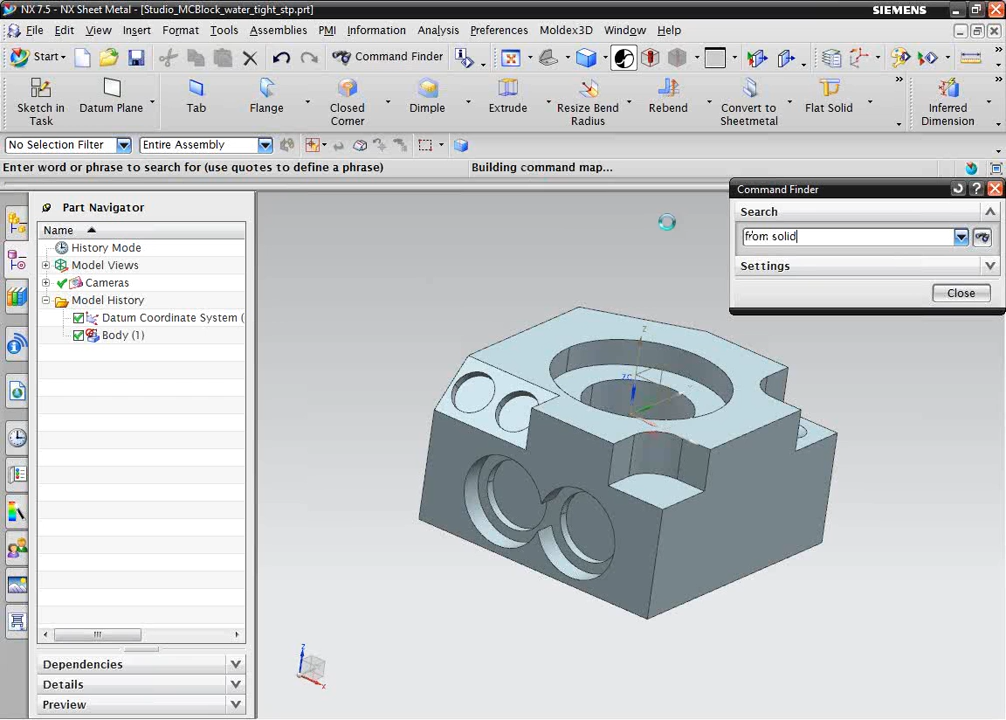 NX 7.5 - NX Sheet Metal - [Studio_MCBlock_water_tight_stp.prt]
SIEMENS
File Edit View Insert Format Tools Assemblies PMI Information Analysis Preferences Moldex3D Window Help
Start
Command Finder
Sketch in Task
Datum Plane
Tab
Flange
Closed Corner
Dimple
Extrude
Resize Bend Radius
Rebend
Convert to Sheetmetal
Flat Solid
Inferred Dimension
No Selection Filter
Entire Assembly
Enter word or phrase to search for (use quotes to define a phrase)
Building command map...
Command Finder
Search
from solid
Settings
Close
Part Navigator
Name
History Mode
Model Views
Cameras
Model History
Datum Coordinate System (
Body (1)
Dependencies
Details
Preview
Z
ZC
Z
X